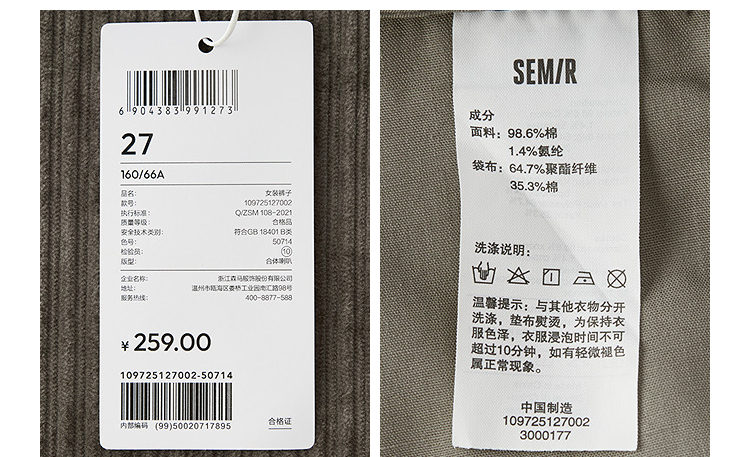 6 904383 991273
27
160/66A
品名: 女装裤子
款号: 109725127002
执行标准: Q/ZSM 108-2021
质量等级: 合格品
安全技术类别: 符合GB 18401 B类
色号: 50714
检验员: 10
版型: 合体喇叭
企业名称: 浙江森马服饰股份有限公司
地址: 温州市瓯海区娄桥工业园南汇路98号
服务热线: 400-8877-588
¥ 259.00
109725127002-50714
内部编码 (99)50020717895
合格证
SEMIR
成分
面料: 98.6%棉
1.4%氨纶
袋布: 64.7%聚酯纤维
35.3%棉
洗涤说明:
温馨提示: 与其他衣物分开
洗涤, 垫布熨烫, 为保持衣
服色泽, 衣服浸泡时间不可
超过10分钟, 如有轻微褪色
属正常现象。
中国制造
109725127002
3000177